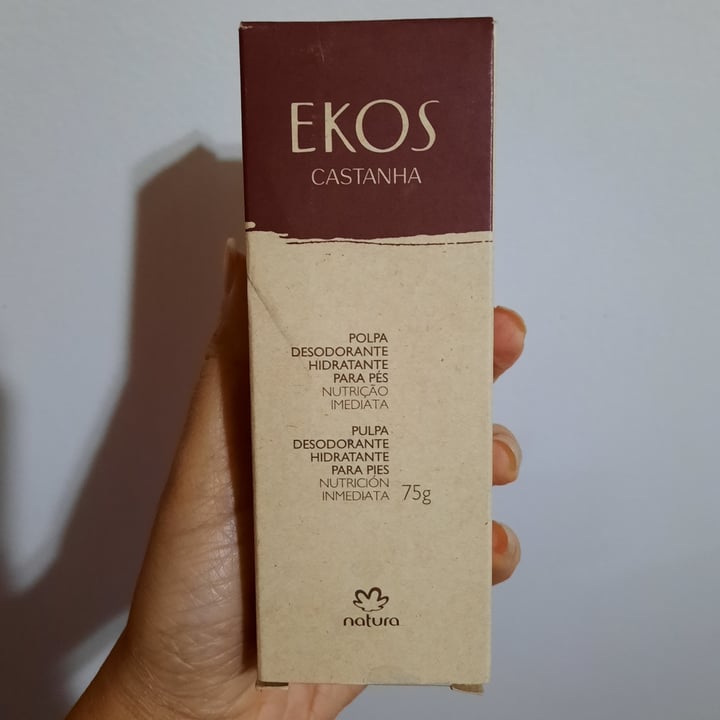 EKOS
CASTANHA
POLPA
DESODORANTE
HIDRATANTE
PARA PÉS
NUTRIÇÃO
IMEDIATA
PULPA
DESODORANTE
HIDRATANTE
PARA PIES
NUTRICIÓN
INMEDIATA 75g
natura